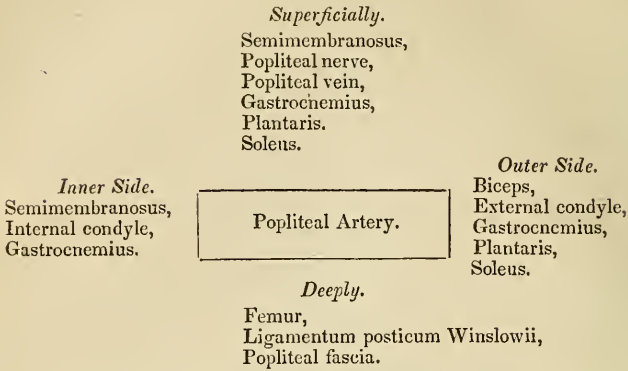 Superficially.
Semimembranosus,
Popliteal nerve,
Popliteal vein,
Gastrocnemius,
Plantaris.
Soleus.
Inner Side.
Semimembranosus,
Internal condyle,
Gastrocnemius.
Popliteal Artery.
Outer Side.
Biceps,
External condyle,
Gastrocnemius,
Plantaris,
Soleus.
Deeply.
Femur,
Ligamentum posticum Winslowii,
Popliteal fascia.